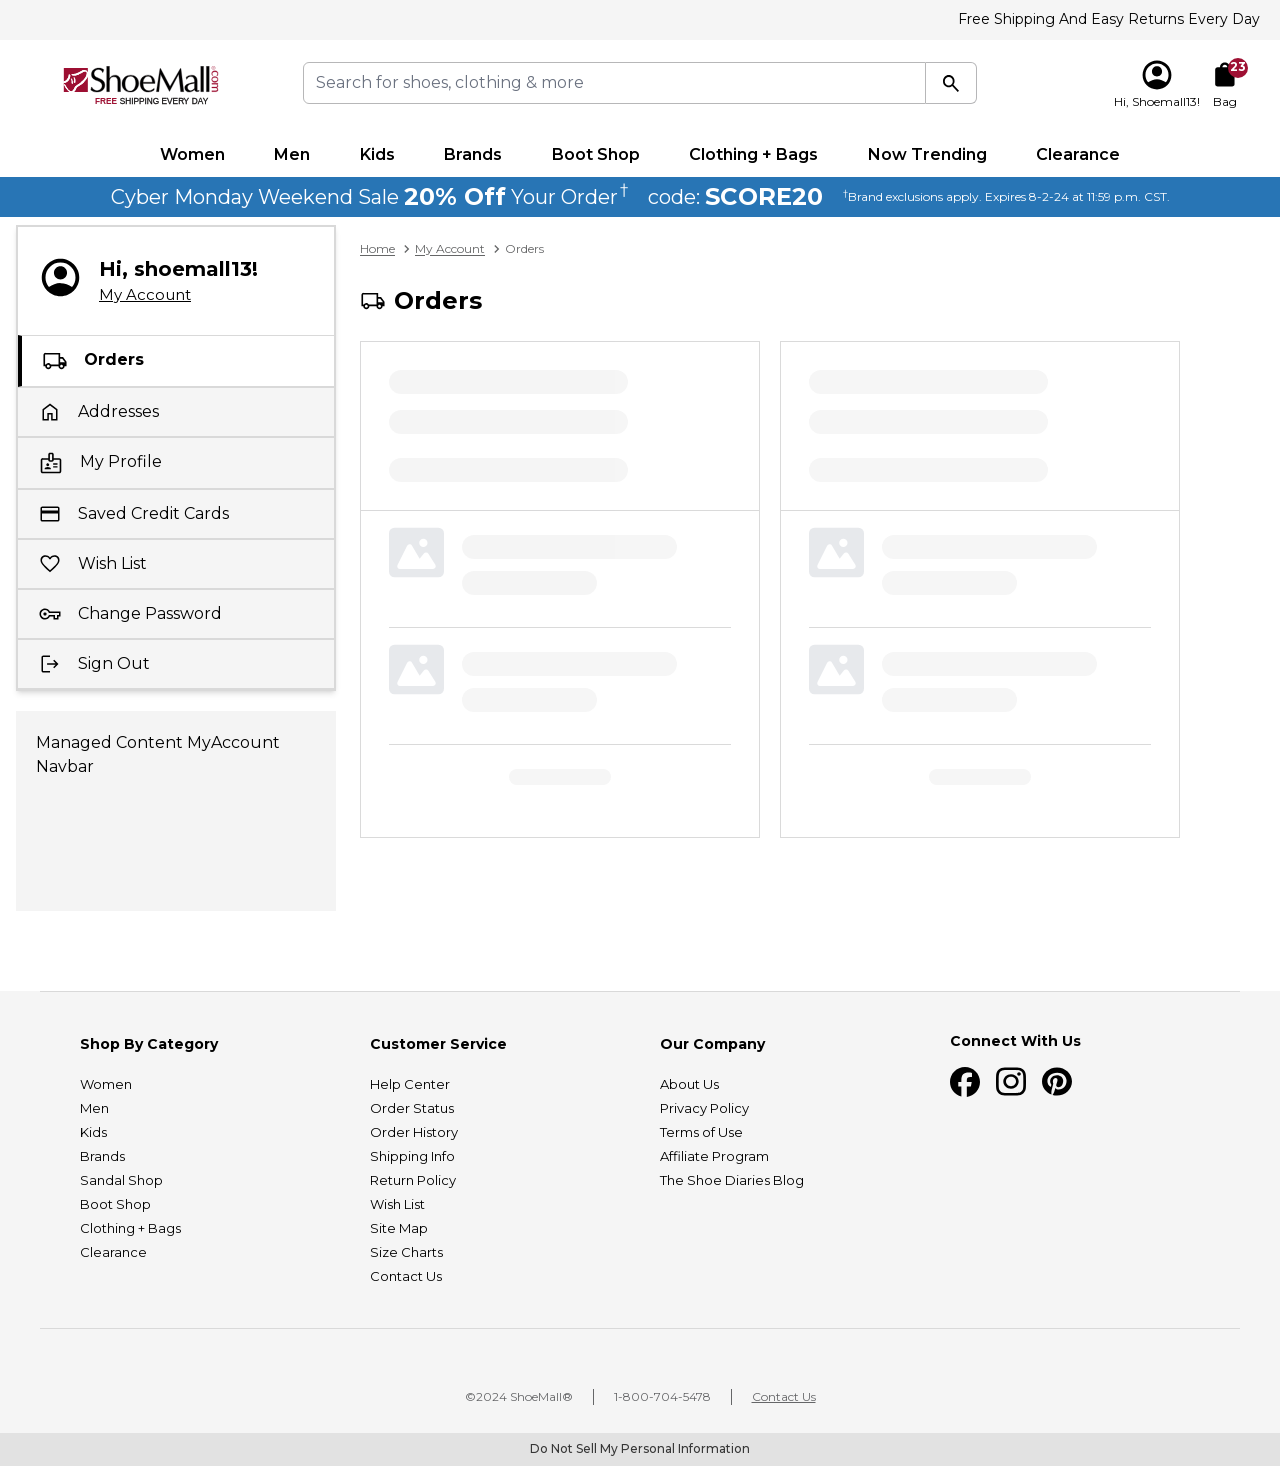 Free Shipping And Easy Returns Every Day
ShoeMall.com®
FREE SHIPPING EVERY DAY
Search for shoes, clothing & more
23
Hi, Shoemall13!
Bag
Women
Men
Kids
Brands
Boot Shop
Clothing + Bags
Now Trending
Clearance
Cyber Monday Weekend Sale 20% Off Your Order† code: SCORE20 †Brand exclusions apply. Expires 8-2-24 at 11:59 p.m. CST.
Hi, shoemall13!
My Account
Orders
Addresses
My Profile
Saved Credit Cards
Wish List
Change Password
Sign Out
Managed Content MyAccount
Navbar
Home > My Account > Orders
Orders
Shop By Category
Women
Men
Kids
Brands
Sandal Shop
Boot Shop
Clothing + Bags
Clearance
Customer Service
Help Center
Order Status
Order History
Shipping Info
Return Policy
Wish List
Site Map
Size Charts
Contact Us
Our Company
About Us
Privacy Policy
Terms of Use
Affiliate Program
The Shoe Diaries Blog
Connect With Us
©2024 ShoeMall®
1-800-704-5478
Contact Us
Do Not Sell My Personal Information